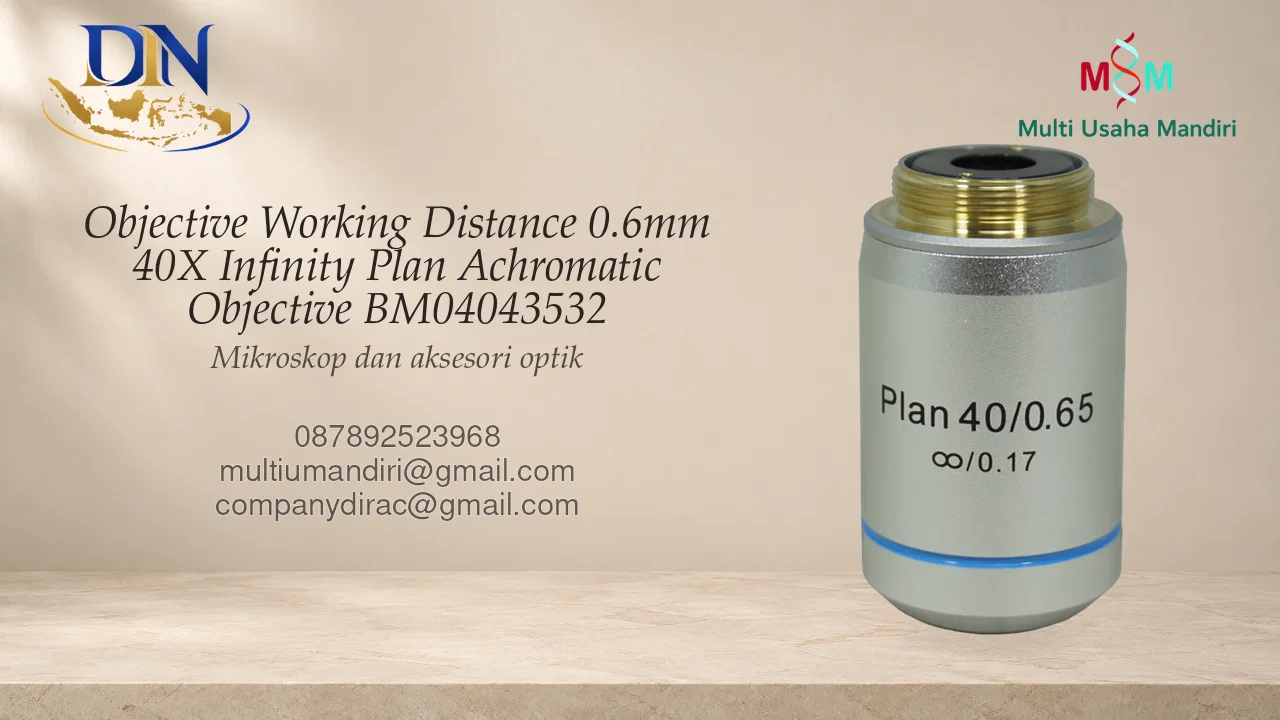 DN
M M
Multi Usaha Mandiri
Objective Working Distance 0.6mm
40X Infinity Plan Achromatic
Objective BM04043532
Mikroskop dan aksesori optik
087892523968
multiumandiri@gmail.com
companydirac@gmail.com
Plan 40/0.65
∞/0.17